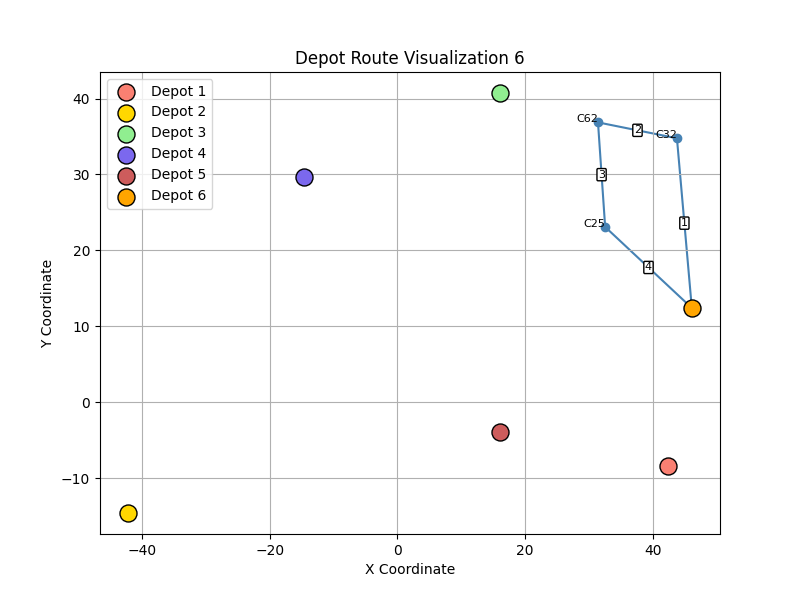 Depot Route Visualization 6
Depot 1
Depot 2
Depot 3
Depot 4
Depot 5
Depot 6
C62
2
C32
3
1
C25
4
40
30
20
10
0
−10
−40
−20
0
20
40
X Coordinate
Y Coordinate